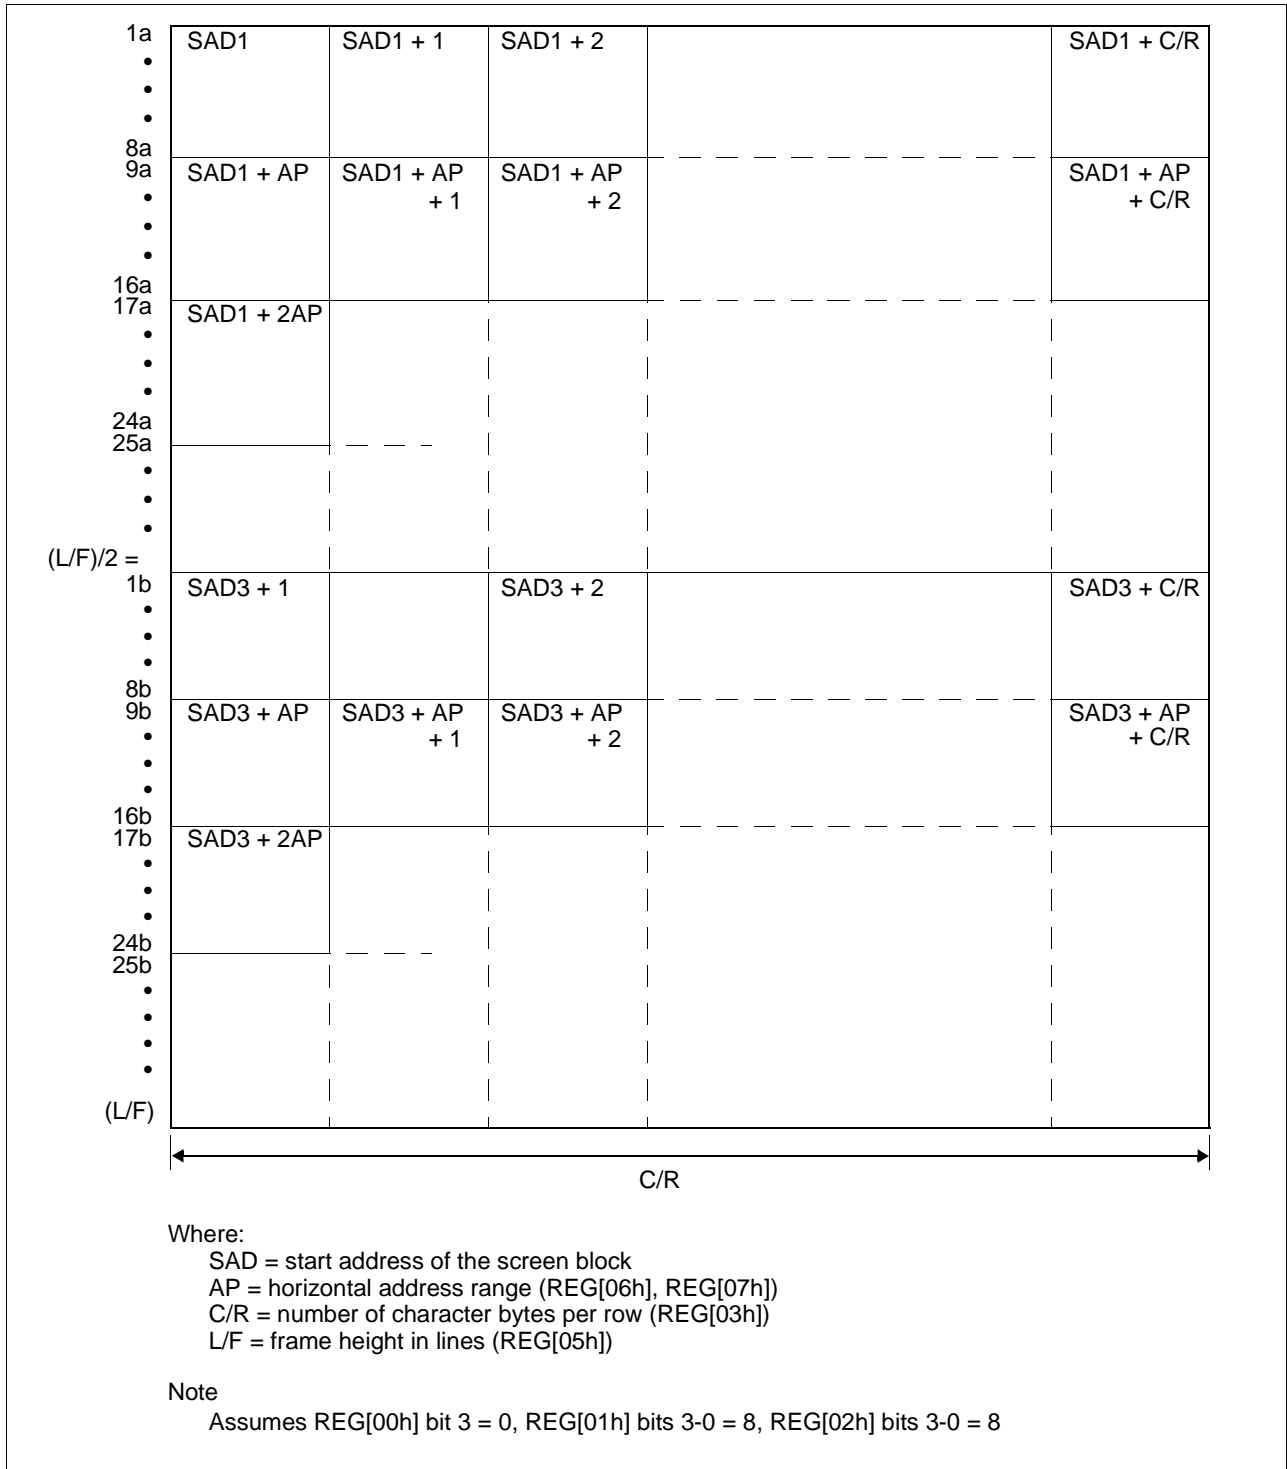 1a SAD1 SAD1 + 1 SAD1 + 2 SAD1 + C/R
•
•
•
8a
9a SAD1 + AP SAD1 + AP SAD1 + AP SAD1 + AP
• + 1 + 2 + C/R
•
•
16a
17a SAD1 + 2AP
•
•
•
24a
25a
•
•
•
(L/F)/2 =
1b SAD3 + 1 SAD3 + 2 SAD3 + C/R
•
•
•
8b
9b SAD3 + AP SAD3 + AP SAD3 + AP SAD3 + AP
• + 1 + 2 + C/R
•
•
16b
17b SAD3 + 2AP
•
•
•
24b
25b
•
•
•
•
(L/F)
C/R
Where:
SAD = start address of the screen block
AP = horizontal address range (REG[06h], REG[07h])
C/R = number of character bytes per row (REG[03h])
L/F = frame height in lines (REG[05h])
Note
Assumes REG[00h] bit 3 = 0, REG[01h] bits 3-0 = 8, REG[02h] bits 3-0 = 8